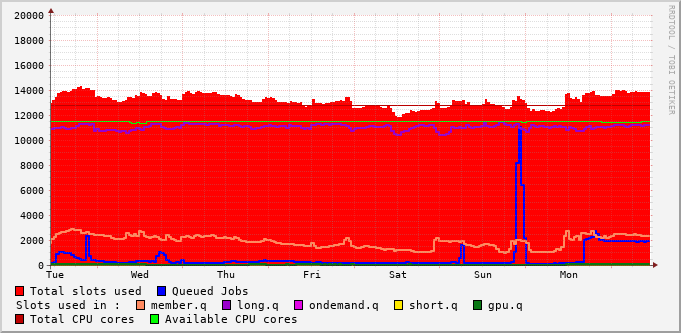 RRDTOOL / TOBI OETIKER
20000
18000
16000
14000
12000
10000
8000
6000
4000
2000
0
Tue Wed Thu Fri Sat Sun Mon
Total slots used Queued Jobs
Slots used in : member.q long.q ondemand.q short.q gpu.q
Total CPU cores Available CPU cores